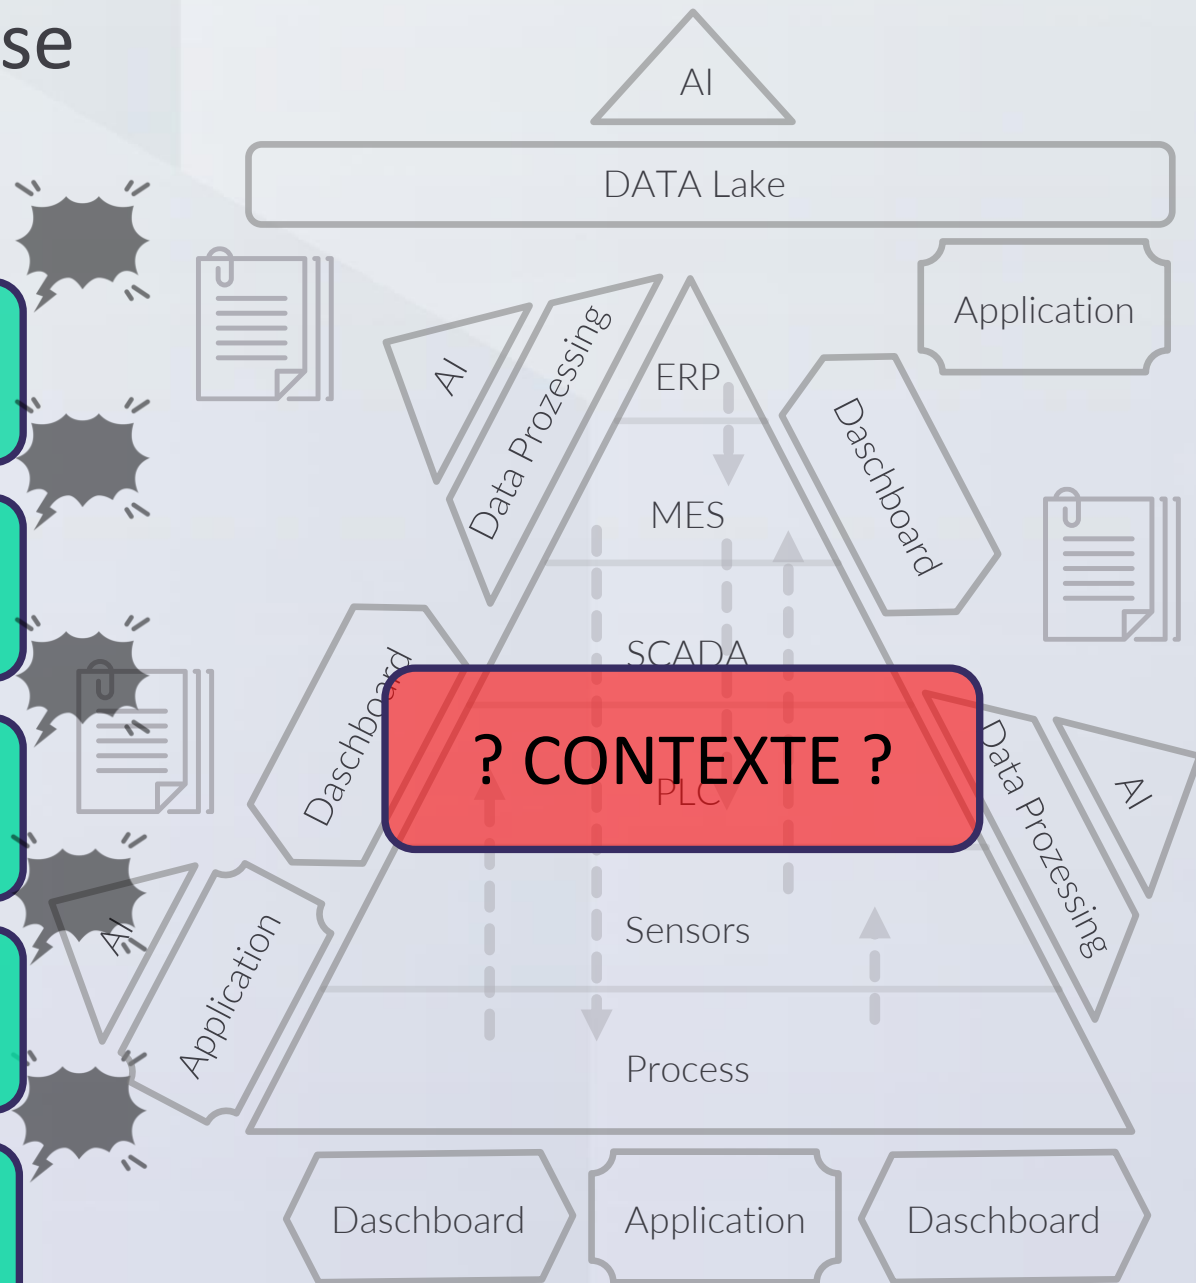 se
AI
DATA Lake
Application
AI
Data Prozessing
ERP
Daschboard
MES
SCADA
Daschboard
? CONTEXTE ?
PLC
Data Prozessing
AI
AI
Application
Sensors
Process
Daschboard
Application
Daschboard